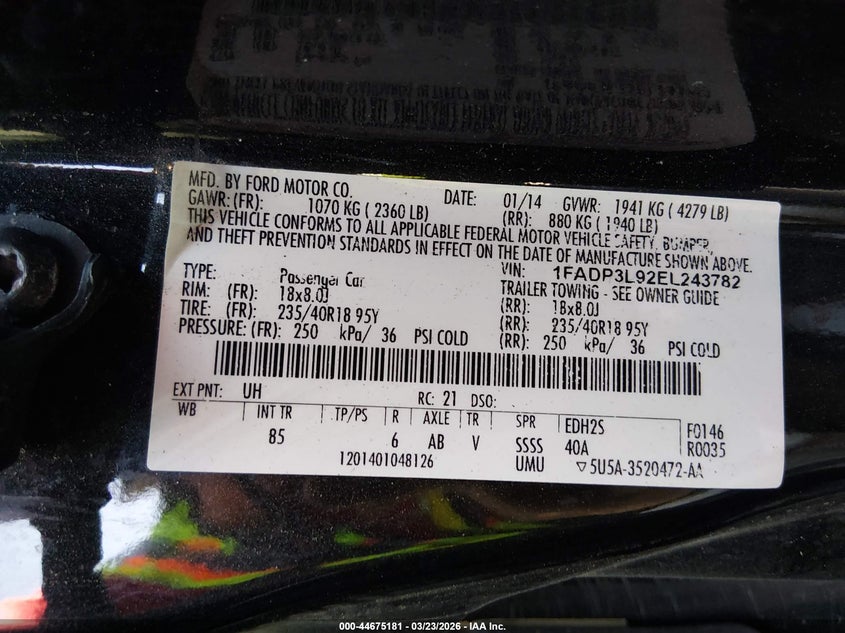 MFD. BY FORD MOTOR CO.
DATE: 01/14 GVWR: 1941 KG ( 4279 LB)
GAWR: (FR): 1070 KG ( 2360 LB) (RR): 880 KG ( 1940 LB)
THIS VEHICLE CONFORMS TO ALL APPLICABLE FEDERAL MOTOR VEHICLE SAFETY, BUMPER,
AND THEFT PREVENTION STANDARDS IN EFFECT ON THE DATE OF MANUFACTURE SHOWN ABOVE.
VIN: 1FADP3L92EL243782
TYPE: Passenger Car TRAILER TOWING - SEE OWNER GUIDE
RIM: (FR): 18x8.0J (RR): 18x8.0J
TIRE: (FR): 235/40R18 95Y (RR): 235/40R18 95Y
PRESSURE: (FR): 250 kPa/ 36 PSI COLD (RR): 250 kPa/ 36 PSI COLD
EXT PNT: UH RC: 21 DSO:
WB INT TR TP/PS R AXLE TR SPR EDH2S F0146
85 6 AB V SSSS 40A R0035
1201401048126 UMU ▽5U5A-3520472-AA
000-44675181 - 03/23/2026 - IAA Inc.